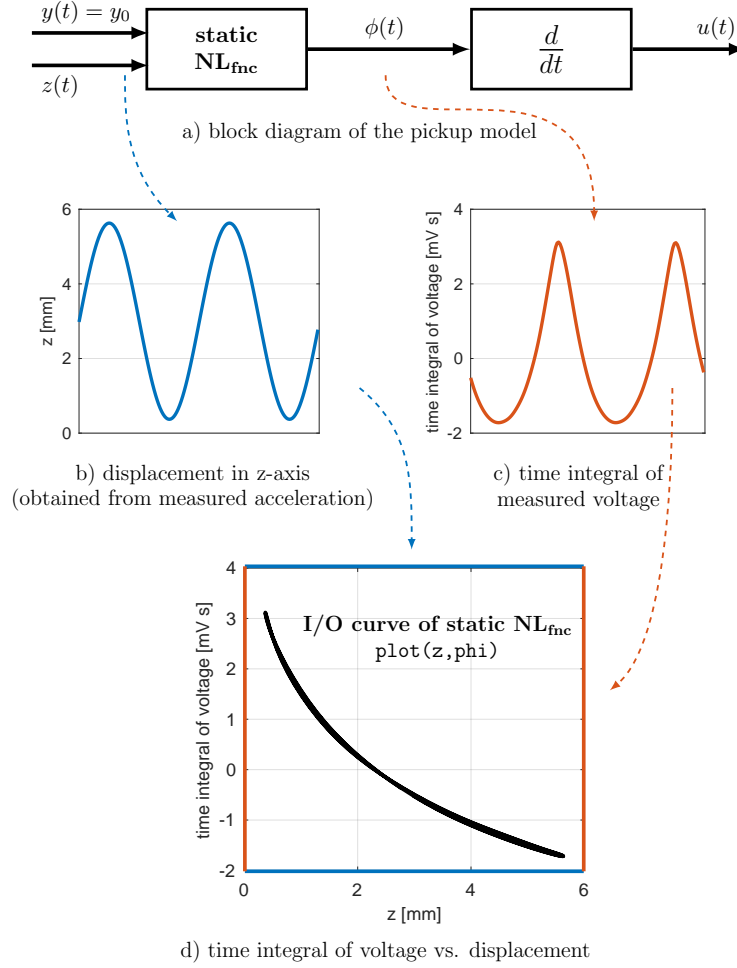 y(t) = y₀
z(t)
static
NL_fnc
ϕ(t)
d
dt
u(t)
a) block diagram of the pickup model
6
4
2
0
z [mm]
b) displacement in z-axis
(obtained from measured acceleration)
4
2
0
-2
time integral of voltage [mV s]
c) time integral of
measured voltage
4
3
2
1
0
-1
-2
time integral of voltage [mV s]
I/O curve of static NL_fnc
plot(z,phi)
0 2 4 6
z [mm]
d) time integral of voltage vs. displacement